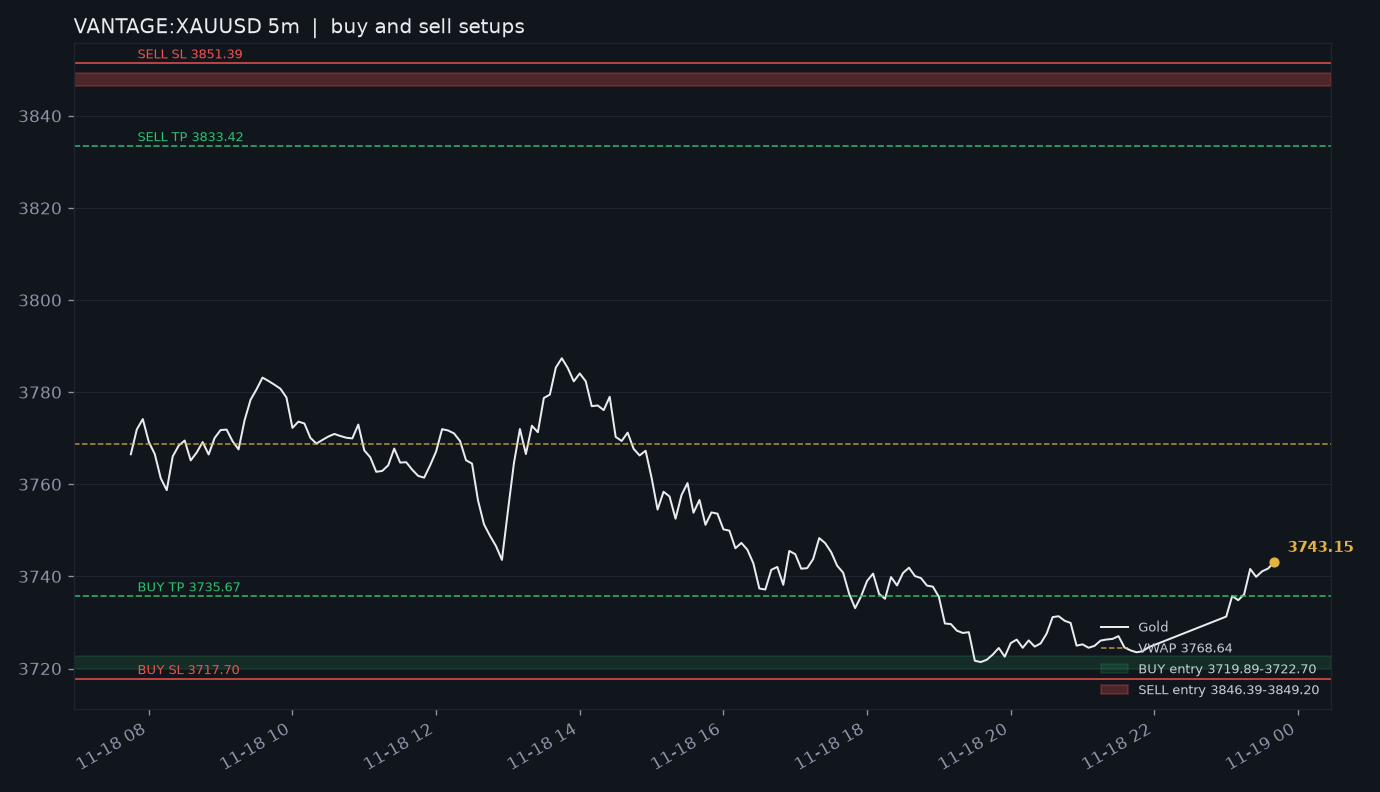 VANTAGE:XAUUSD 5m | buy and sell setups
SELL SL 3851.39
3840
SELL TP 3833.42
3820
3800
3780
3760
3743.15
3740
BUY TP 3735.67
Gold
VWAP 3768.64
3720
BUY SL 3717.70
BUY entry 3719.89-3722.70
SELL entry 3846.39-3849.20
11-18 08
11-18 10
11-18 12
11-18 14
11-18 16
11-18 18
11-18 20
11-18 22
11-19 00